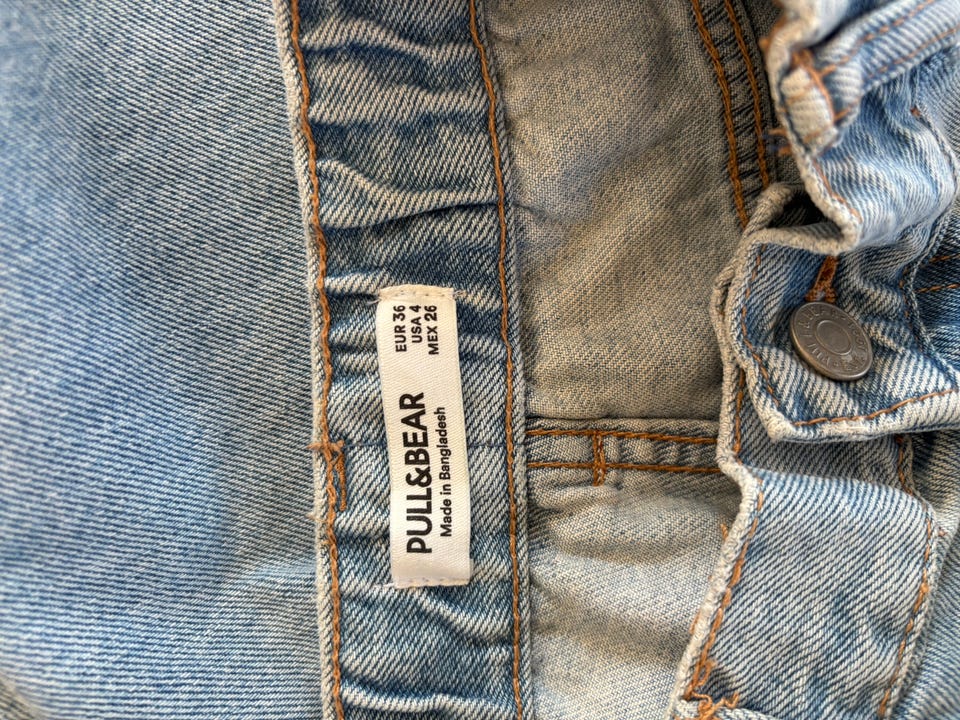 PULL&BEAR
Made in Bangladesh
EUR 36
USA 4
MEX 26